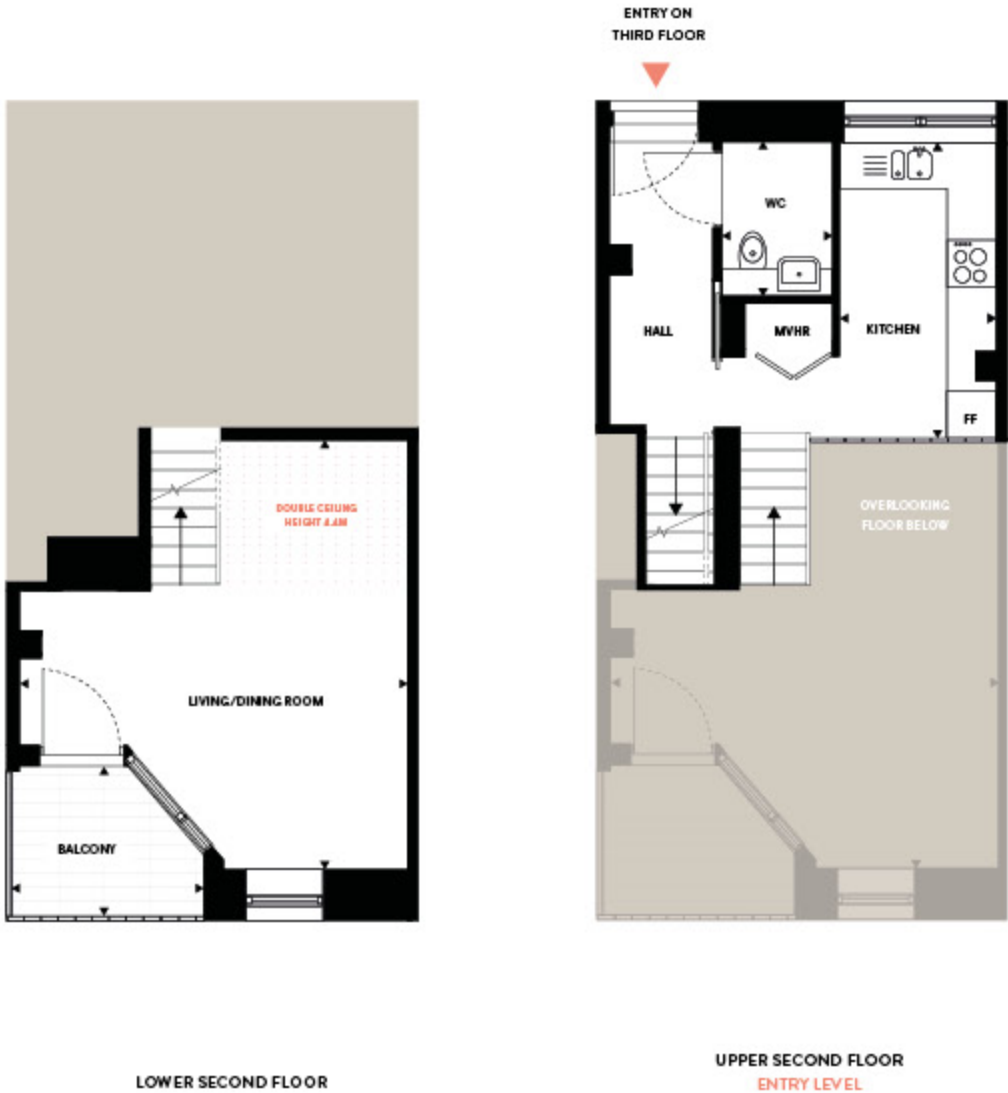 ENTRY ON
THIRD FLOOR
WC
HALL
MVHR
KITCHEN
FF
DOUBLE CEILING
HEIGHT 4.4M
OVERLOOKING
FLOOR BELOW
LIVING/DINING ROOM
BALCONY
LOWER SECOND FLOOR
UPPER SECOND FLOOR
ENTRY LEVEL